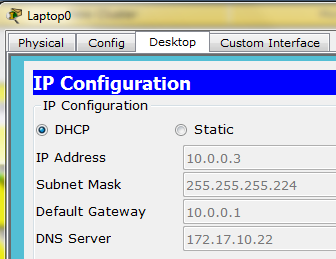 Laptop0
Physical Config Desktop Custom Interface
IP Configuration
IP Configuration
DHCP Static
IP Address 10.0.0.3
Subnet Mask 255.255.255.224
Default Gateway 10.0.0.1
DNS Server 172.17.10.22